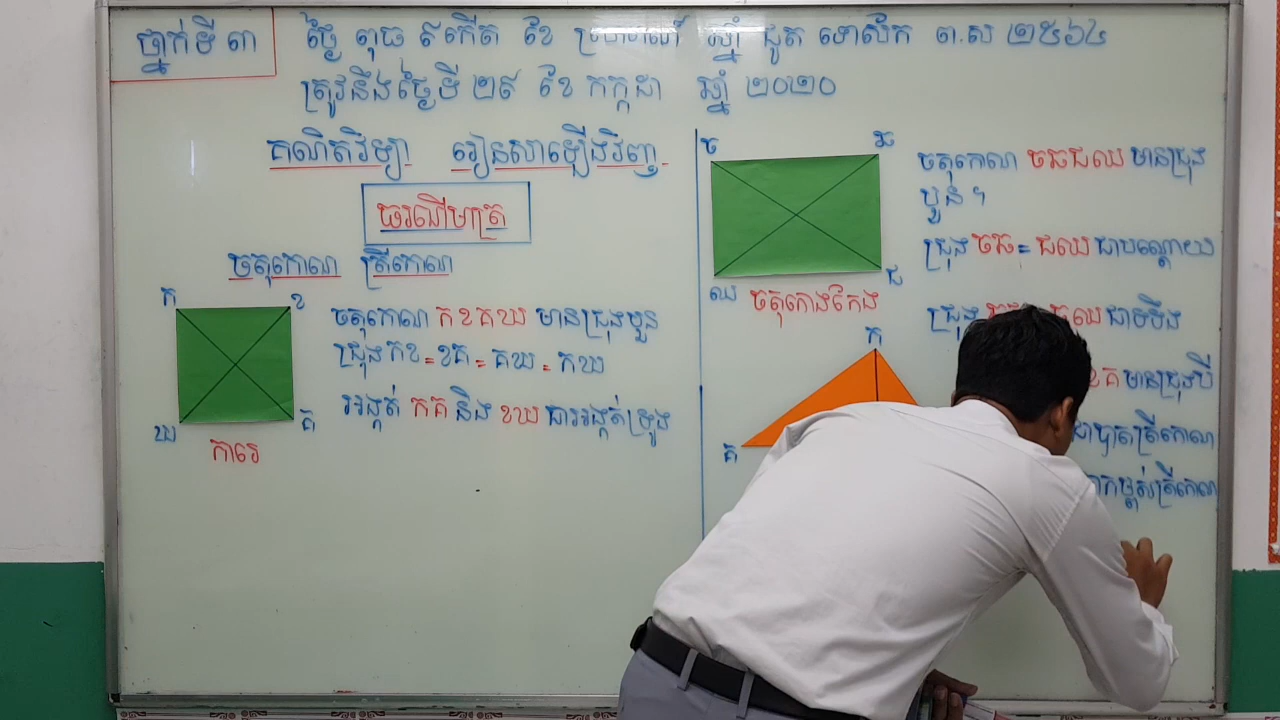 ថ្នាក់ទី ៣
ថ្ងៃ ពុធ ៩កើត ខែ ឆ្នាំ ជូត ទោស័ក ព.ស ២៥៦៤
ត្រូវនឹងថ្ងៃទី ២៩ ខែ កក្កដា ឆ្នាំ ២០២០
គណិតវិទ្យា រៀនសាឡើងវិញ
ធរណីមាត្រ
ចតុកោណ ត្រីកោណ
ក ខ
ឃ គ
ការេ
ចតុកោណ កខគឃ មានជ្រុងបួន
ជ្រុង កខ = ខគ = គឃ = កឃ
អង្កត់ កគ និង ខឃ ជាអង្កត់ទ្រូង
ច ឆ
ឈ ជ
ចតុកោងកែង
ចតុកោណ ចឆជឈ មានជ្រុង
បួន។
ជ្រុង ចឆ = ជឈ ជាបណ្តោយ
ជ្រុង ជាទទឹង
ក
គ
ខគ មានជ្រុងបី
ជាបាតត្រីកោណ
កម្ពស់ត្រីកោណ